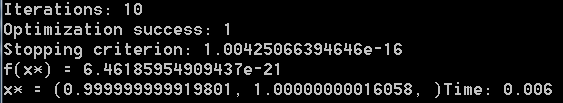 Iterations: 10
Optimization success: 1
Stopping criterion: 1.00425066394646e-16
f(x*) = 6.46185954909437e-21
x* = (0.999999999919801, 1.00000000016058, )Time: 0.006